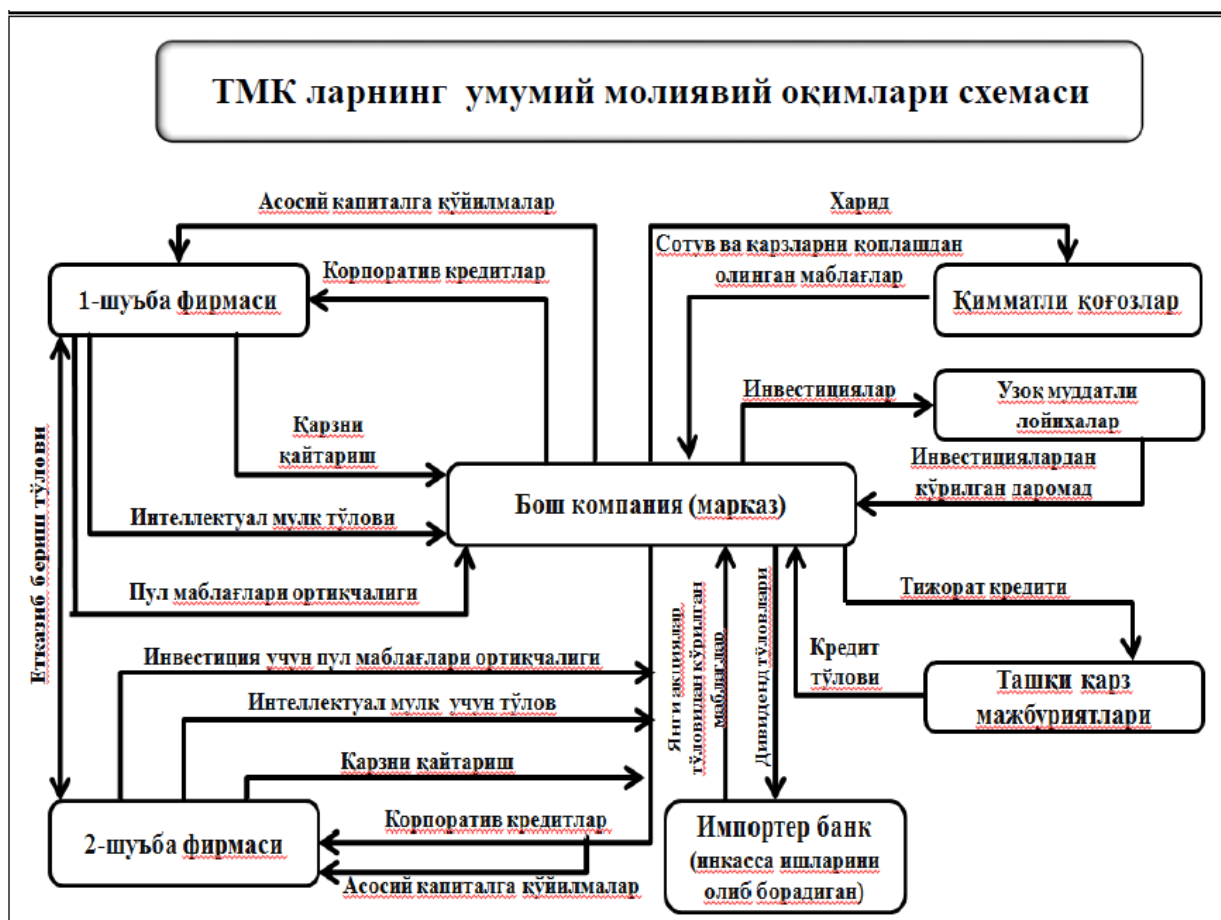 ТМК ларнинг умумий молиявий оқимлари схемаси
Асосий қапиталга қўйилмалар
Харид
Корпоратив кредитлар
Сотув ва қарзларни қоплашдан
олинган маблағлар
1-шуъба фирмаси
Қимматли қоғозлар
Инвестициялар
Узоқ муддатли
лойиҳалар
Қарзни
қайтариш
Инвестициялардан
кўрилган даромад
Бош компания (марказ)
Интеллектуал мулк тўлови
Етказиб бериш тўлови
Пул маблағлари ортиқчалиги
Тижорат кредити
Янги акциялар
тўловидан кўрилган
маблағлар
Дивиденд тўловлари
Кредит
тўлови
Ташқи қарз
мажбуриятлари
Инвестиция учун пул маблағлари ортиқчалиги
Интеллектуал мулк учун тўлов
Қарзни қайтариш
2-шуъба фирмаси
Корпоратив кредитлар
Асосий қапиталга қўйилмалар
Импортер банк
(инкасса ишларини
олиб борадиган)